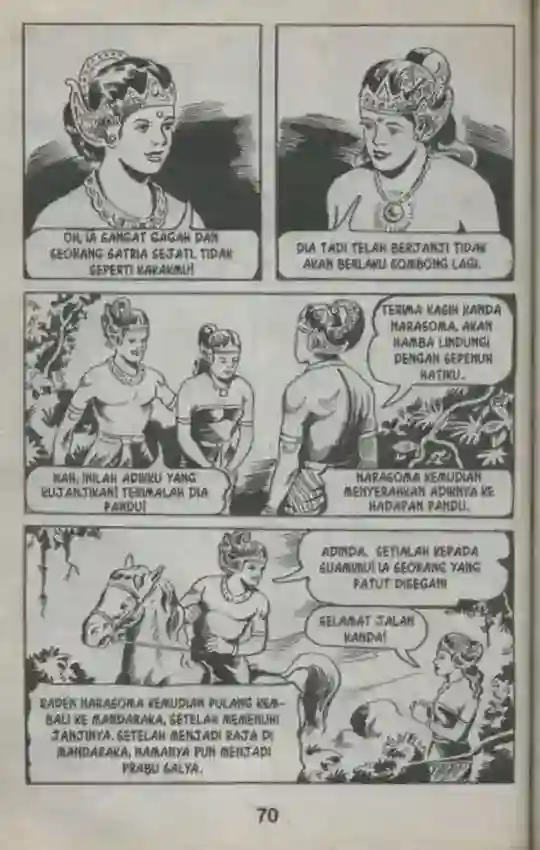 OH, IA SANGAT GAGAH DAN
SEORANG SATRIA SEJATI, TIDAK
SEPERTI KAKAKMU!
DIA TADI TELAH BERJANJI TIDAK
AKAN BERLAKU SOMBONG LAGI.
NAH, INILAH ADIKKU YANG
KUJANJIKAN! TERIMALAH DIA
PANDU!
TERIMA KASIH KANDA
NARASOMA, AKAN
HAMBA LINDUNGI
DENGAN SEPENUH
HATIKU..
NARASOMA KEMUDIAN
MENYERAHKAN ADIKNYA KE
HADAPAN PANDU.
ADINDA, SETIALAH KEPADA
SUAMIMU! IA SEORANG YANG
PATUT DISEGANI
SELAMAT JALAN
KANDA!
RADEN NARASOMA KEMUDIAN PULANG KEM-
BALI KE MANDARAKA, SETELAH MEMENUHI
JANJINYA. SETELAH MENJADI RAJA DI
MANDARAKA, NAMANYA PUN MENJADI
PRABU SALYA.
70